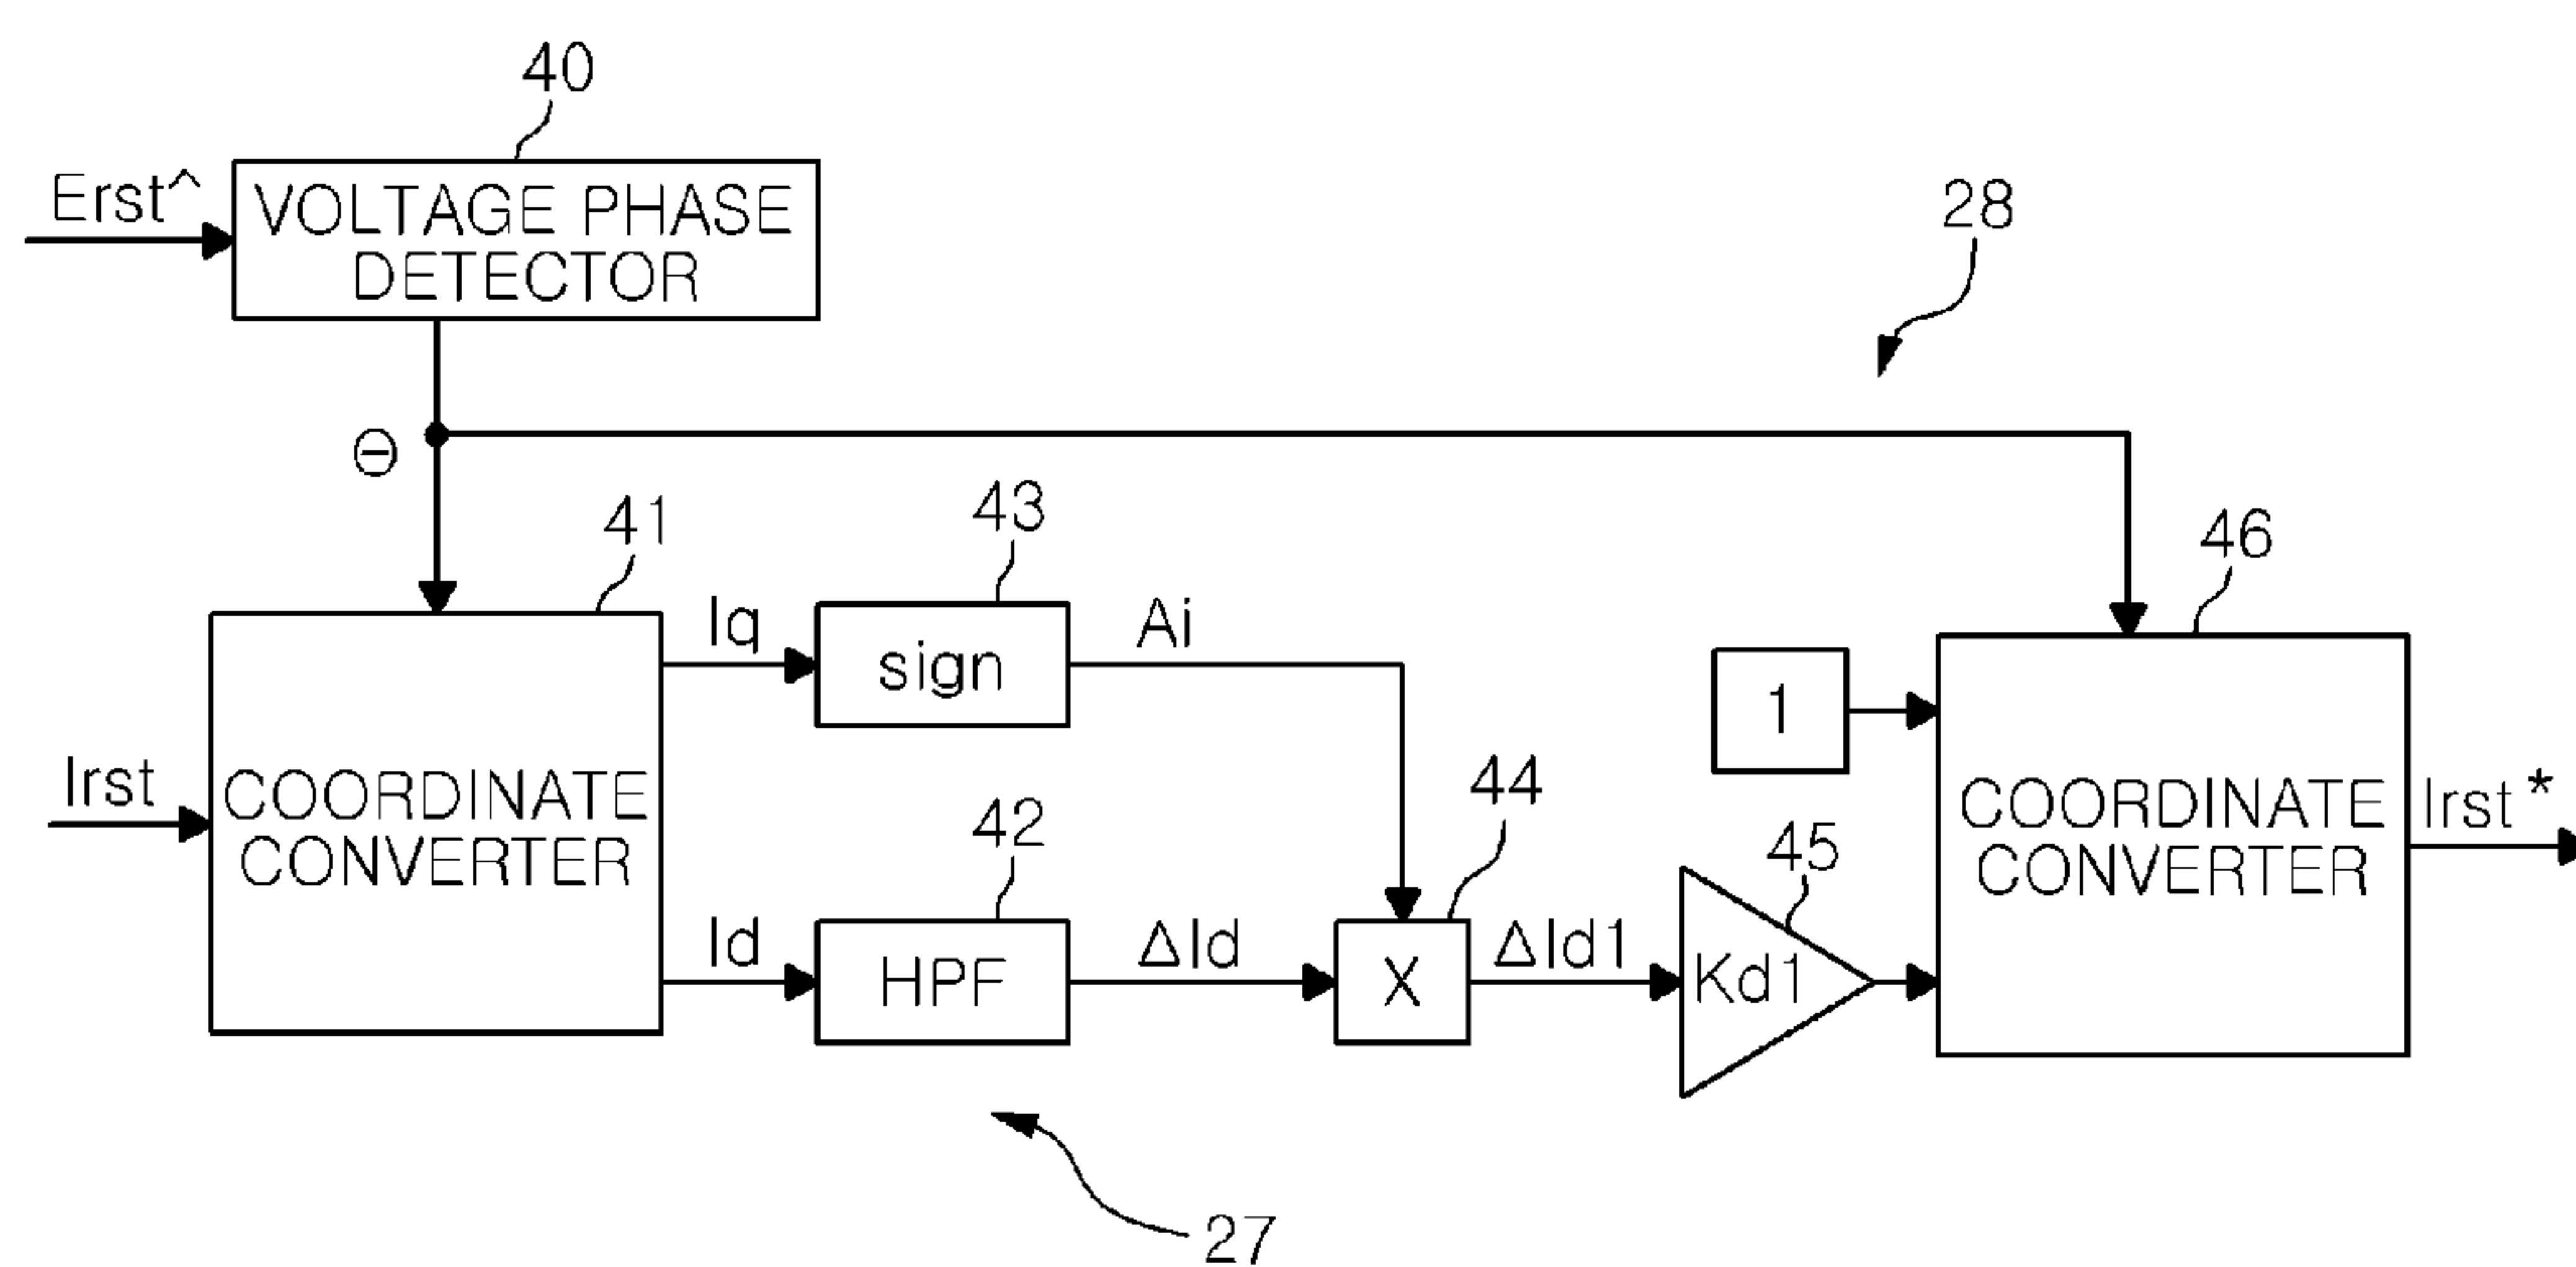 40
Erst^
VOLTAGE PHASE
DETECTOR
28
Θ
41
43
46
Iq
sign
Ai
1
Irst
COORDINATE
CONVERTER
42
44
45
COORDINATE
CONVERTER
Irst*
Id
HPF
ΔId
X
ΔId1
Kd1
27